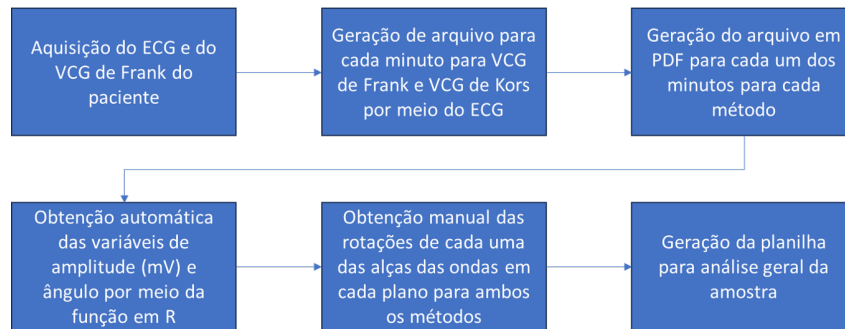 Aquisição do ECG e do
VCG de Frank do
paciente
Geração de arquivo para
cada minuto para VCG
de Frank e VCG de Kors
por meio do ECG
Geração do arquivo em
PDF para cada um dos
minutos para cada
método
Obtenção automática
das variáveis de
amplitude (mV) e
ângulo por meio da
função em R
Obtenção manual das
rotações de cada uma
das alças das ondas em
cada plano para ambos
os métodos
Geração da planilha
para análise geral da
amostra